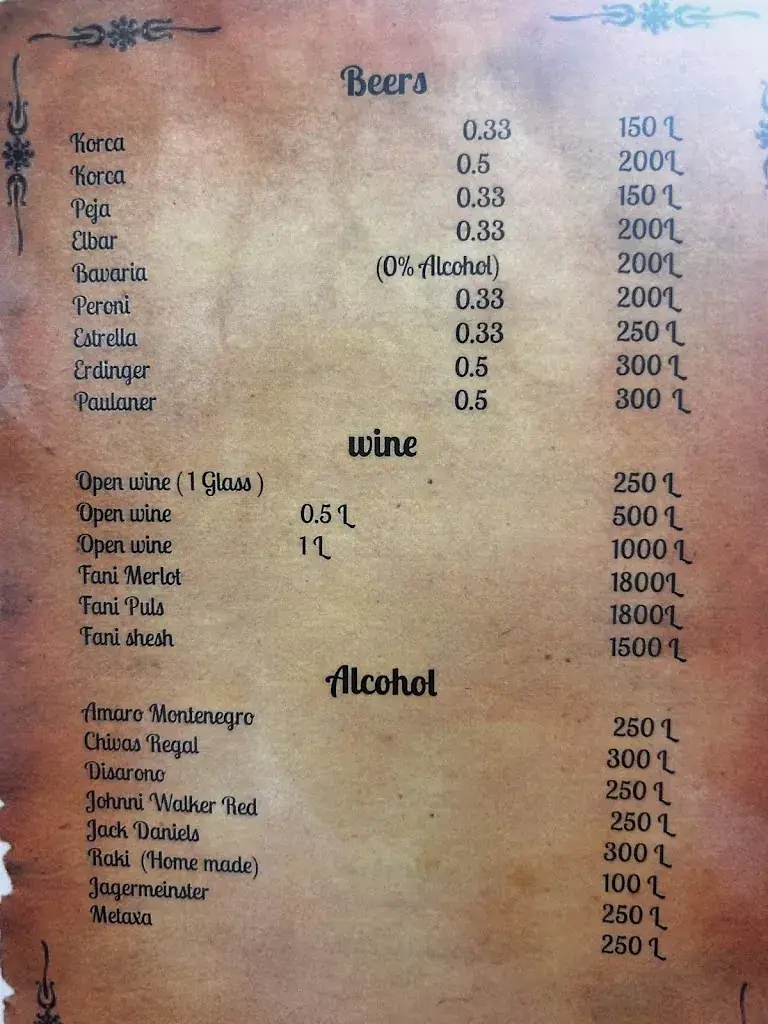 Beers
Korca 0.33 150 L
Korca 0.5 200L
Peja 0.33 150 L
Elbar 0.33 200L
Bavaria (0% Alcohol) 200L
Peroni 0.33 200L
Estrella 0.33 250 L
Erdinger 0.5 300 L
Paulaner 0.5 300 L
wine
Open wine ( 1 Glass ) 250 L
Open wine 0.5 L 500 L
Open wine 1 L 1000 L
Fani Merlot 1800L
Fani Puls 1800L
Fani shesh 1500 L
Alcohol
Amaro Montenegro 250 L
Chivas Regal 300 L
Disarono 250 L
Johnni Walker Red 250 L
Jack Daniels 300 L
Raki (Home made) 100 L
Jagermeinster 250 L
Metaxa 250 L